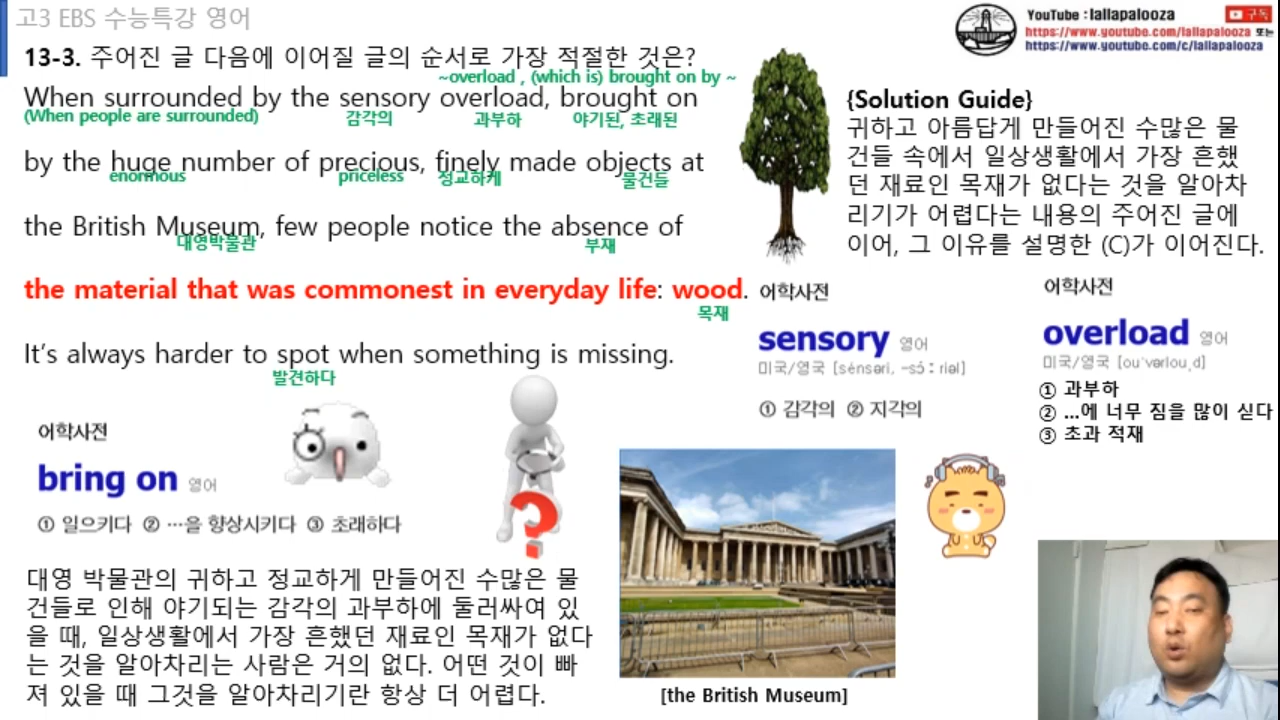 고3 EBS 수능특강 영어
YouTube : lallapalooza
구독
https://www.youtube.com/lallapalooza 또는
https://www.youtube.com/c/lallapalooza
13-3. 주어진 글 다음에 이어질 글의 순서로 가장 적절한 것은?
~overload , (which is) brought on by ~
When surrounded by the sensory overload, brought on
(When people are surrounded)
감각의
과부하
야기된, 초래된
by the huge number of precious, finely made objects at
enormous
priceless
정교하게
물건들
the British Museum, few people notice the absence of
대영박물관
부재
the material that was commonest in everyday life: wood.
목재
It's always harder to spot when something is missing.
발견하다
{Solution Guide}
귀하고 아름답게 만들어진 수많은 물
건들 속에서 일상생활에서 가장 흔했
던 재료인 목재가 없다는 것을 알아차
리기가 어렵다는 내용의 주어진 글에
이어, 그 이유를 설명한 (C)가 이어진다.
어학사전
sensory 영어
미국/영국 [sénsəri, -sɔ́ːriəl]
① 감각의 ② 지각의
어학사전
overload 영어
미국/영국 [ouˈvərlouˌd]
① 과부하
② ...에 너무 짐을 많이 싣다
③ 초과 적재
어학사전
bring on 영어
① 일으키다 ② …을 향상시키다 ③ 초래하다
대영 박물관의 귀하고 정교하게 만들어진 수많은 물
건들로 인해 야기되는 감각의 과부하에 둘러싸여 있
을 때, 일상생활에서 가장 흔했던 재료인 목재가 없다
는 것을 알아차리는 사람은 거의 없다. 어떤 것이 빠
져 있을 때 그것을 알아차리기란 항상 더 어렵다.
[the British Museum]